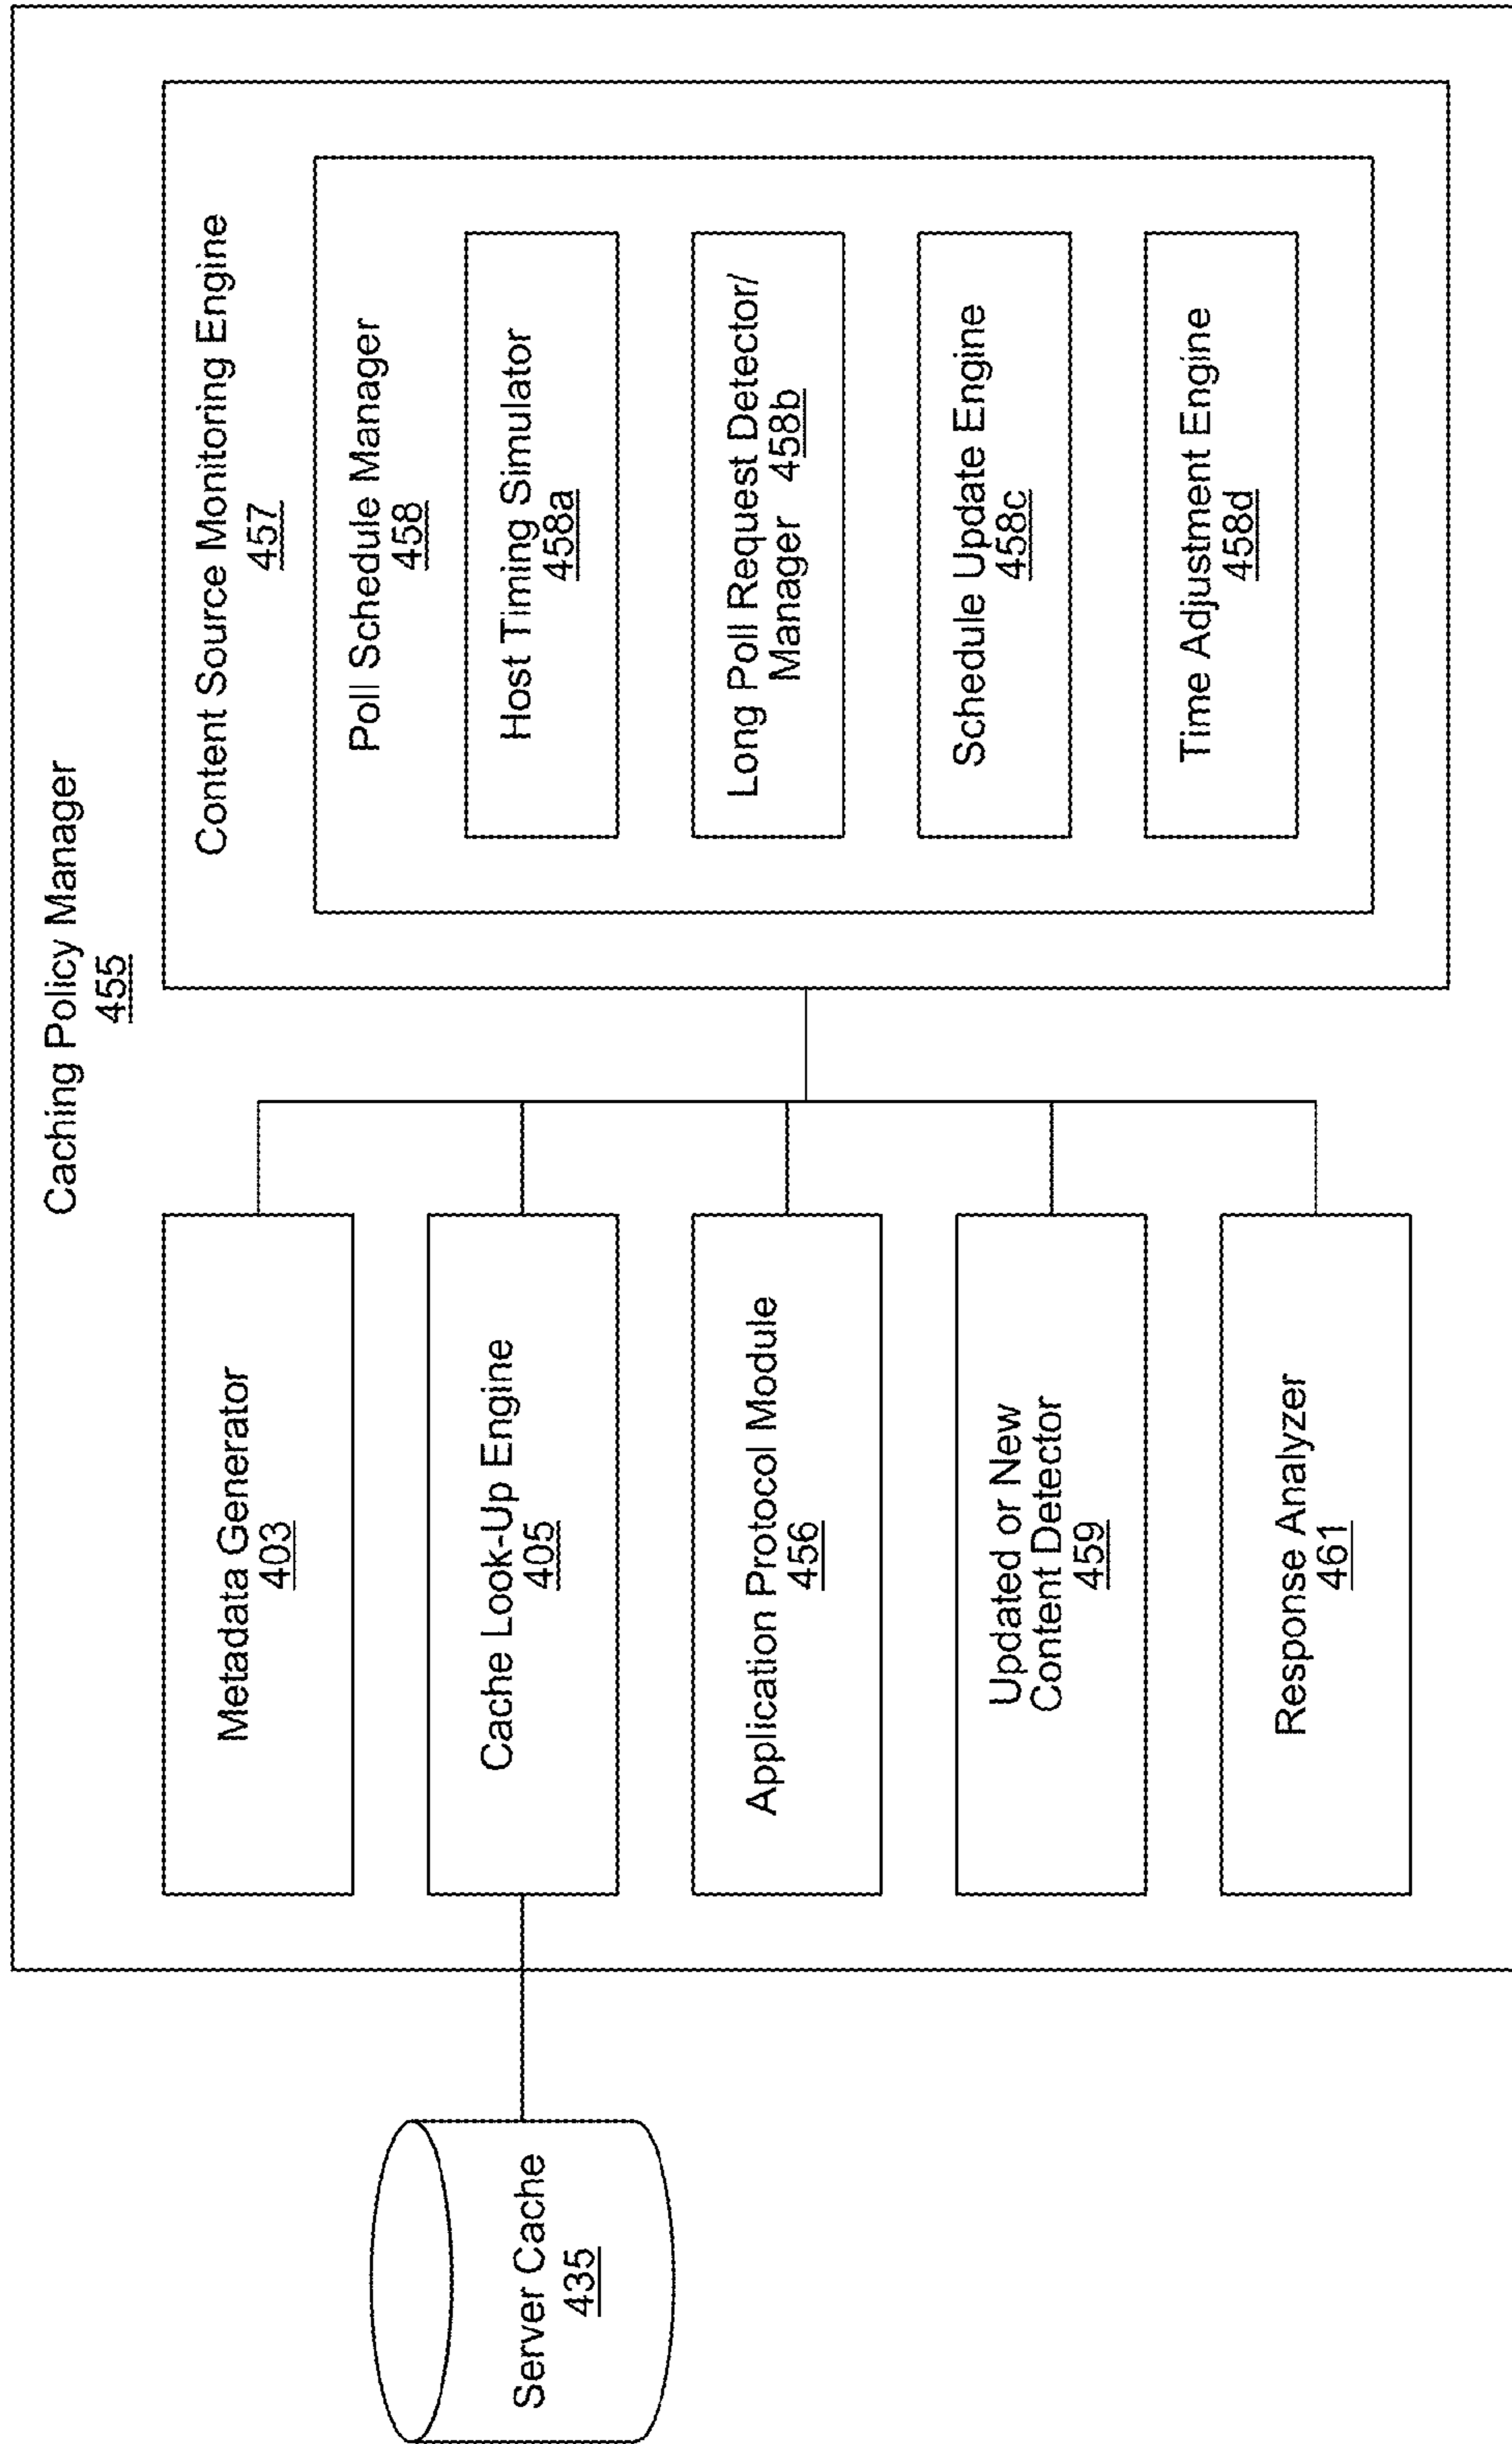 Caching Policy Manager
455
Server Cache
435
Metadata Generator
403
Cache Look-Up Engine
405
Application Protocol Module
456
Updated or New
Content Detector
459
Response Analyzer
461
Content Source Monitoring Engine
457
Poll Schedule Manager
458
Host Timing Simulator
458a
Long Poll Request Detector/
Manager 458b
Schedule Update Engine
458c
Time Adjustment Engine
458d